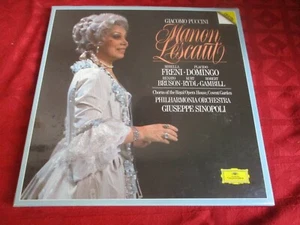 GIACOMO PUCCINI
Manon
Lescaut
MIRELLA PLACIDO
FRENI · DOMINGO
RENATO KURT ROBERT
BRUSON · RYDL · GAMBILL
Chorus of the Royal Opera House, Covent Garden
PHILHARMONIA ORCHESTRA
GIUSEPPE SINOPOLI